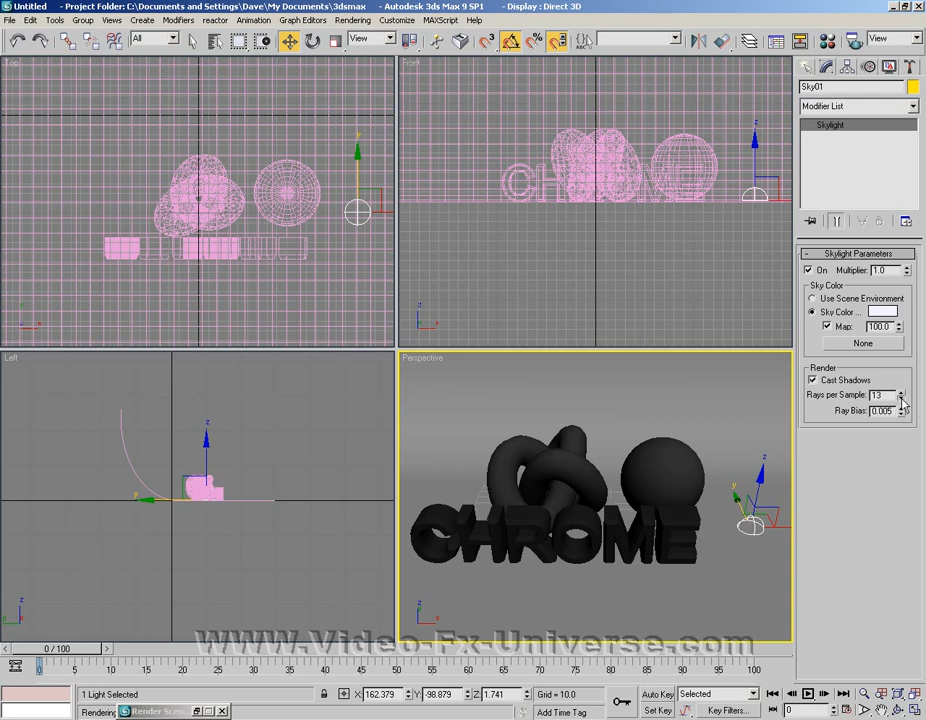 Untitled - Project Folder: C:\Documents and Settings\Dave\My Documents\3dsmax - Autodesk 3ds Max 9 SP1 - Display : Direct 3D
File Edit Tools Group Views Create Modifiers reactor Animation Graph Editors Rendering Customize MAXScript Help
All View View
Top
Front
Sky01
Modifier List
Skylight
Skylight Parameters
On Multiplier: 1.0
Sky Color
Use Scene Environment
Sky Color ...
Map: 100.0
None
Render
Cast Shadows
Rays per Sample: 13
Ray Bias: 0.005
Left
Perspective
CHROME
www.Video-Fx-Universe.com
0 / 100
0 5 10 15 20 25 30 35 40 45 50 55 60 65 70 75 80 85 90 95 100
1 Light Selected X: 162.379 Y: -98.879 Z: 1.741 Grid = 10.0 Auto Key Selected
Rendering Render Scen... Add Time Tag Set Key Key Filters... 0